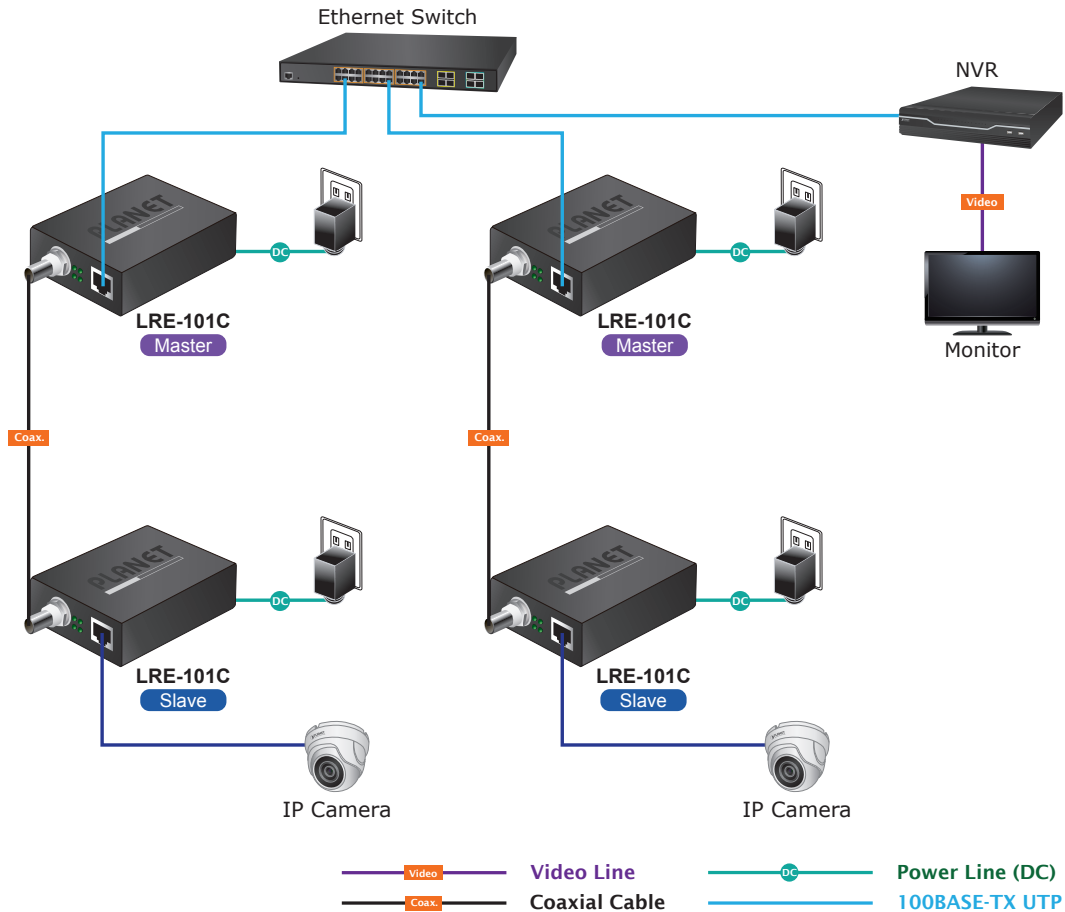 Ethernet Switch
NVR
PLANET
DC
PLANET
DC
Video
LRE-101C
Master
LRE-101C
Master
Monitor
Coax.
Coax.
PLANET
DC
PLANET
DC
LRE-101C
Slave
LRE-101C
Slave
IP Camera
IP Camera
Video
Video Line
DC
Power Line (DC)
Coax.
Coaxial Cable
100BASE-TX UTP